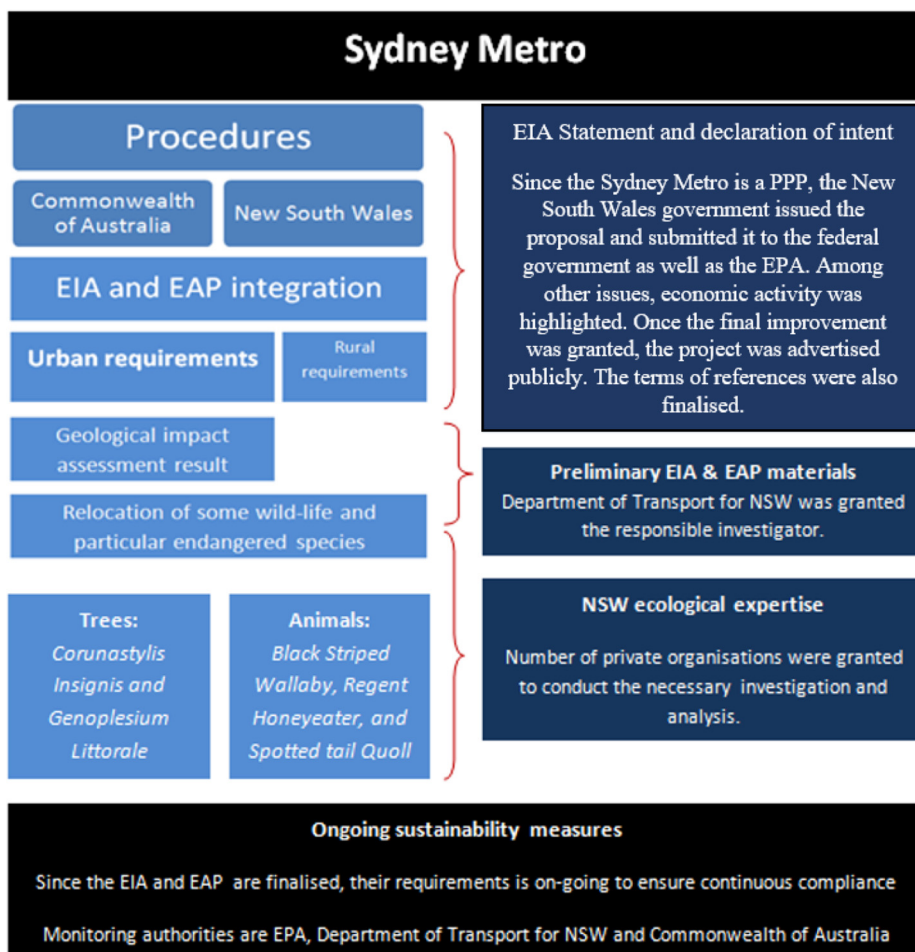 Sydney Metro
Procedures
Commonwealth
of Australia
New South Wales
EIA and EAP integration
Urban requirements
Rural
requirements
Geological impact
assessment result
Relocation of some wild-life and
particular endangered species
Trees:
Corunastylis
Insignis and
Genoplesium
Littorale
Animals:
Black Striped
Wallaby, Regent
Honeyeater, and
Spotted tail Quoll
EIA Statement and declaration of intent
Since the Sydney Metro is a PPP, the New
South Wales government issued the
proposal and submitted it to the federal
government as well as the EPA. Among
other issues, economic activity was
highlighted. Once the final improvement
was granted, the project was advertised
publicly. The terms of references were also
finalised.
Preliminary EIA & EAP materials
Department of Transport for NSW was granted
the responsible investigator.
NSW ecological expertise
Number of private organisations were granted
to conduct the necessary investigation and
analysis.
Ongoing sustainability measures
Since the EIA and EAP are finalised, their requirements is on-going to ensure continuous compliance
Monitoring authorities are EPA, Department of Transport for NSW and Commonwealth of Australia